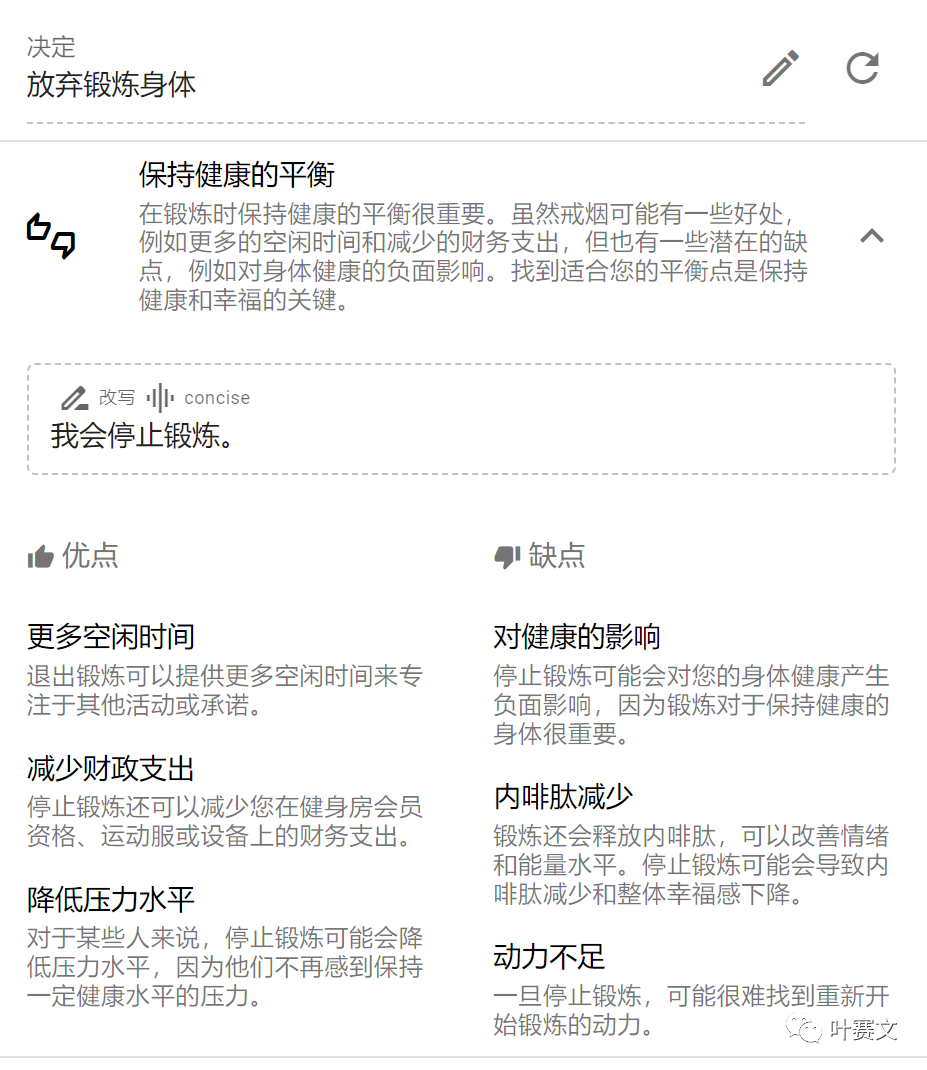 决定
放弃锻炼身体
保持健康的平衡
在锻炼时保持健康的平衡很重要。虽然戒烟可能有一些好处，
例如更多的空闲时间和减少的财务支出，但也有一些潜在的缺
点，例如对身体健康的负面影响。找到适合您的平衡点是保持
健康和幸福的关键。
改写 concise
我会停止锻炼。
优点
更多空闲时间
退出锻炼可以提供更多空闲时间来专
注于其他活动或承诺。
减少财政支出
停止锻炼还可以减少您在健身房会员
资格、运动服或设备上的财务支出。
降低压力水平
对于某些人来说，停止锻炼可能会降
低压力水平，因为他们不再感到保持
一定健康水平的压力。
缺点
对健康的影响
停止锻炼可能会对您的身体健康产生
负面影响，因为锻炼对于保持健康的
身体很重要。
内啡肽减少
锻炼还会释放内啡肽，可以改善情绪
和能量水平。停止锻炼可能会导致内
啡肽减少和整体幸福感下降。
动力不足
一旦停止锻炼，可能很难找到重新开
始锻炼的动力。
叶赛文